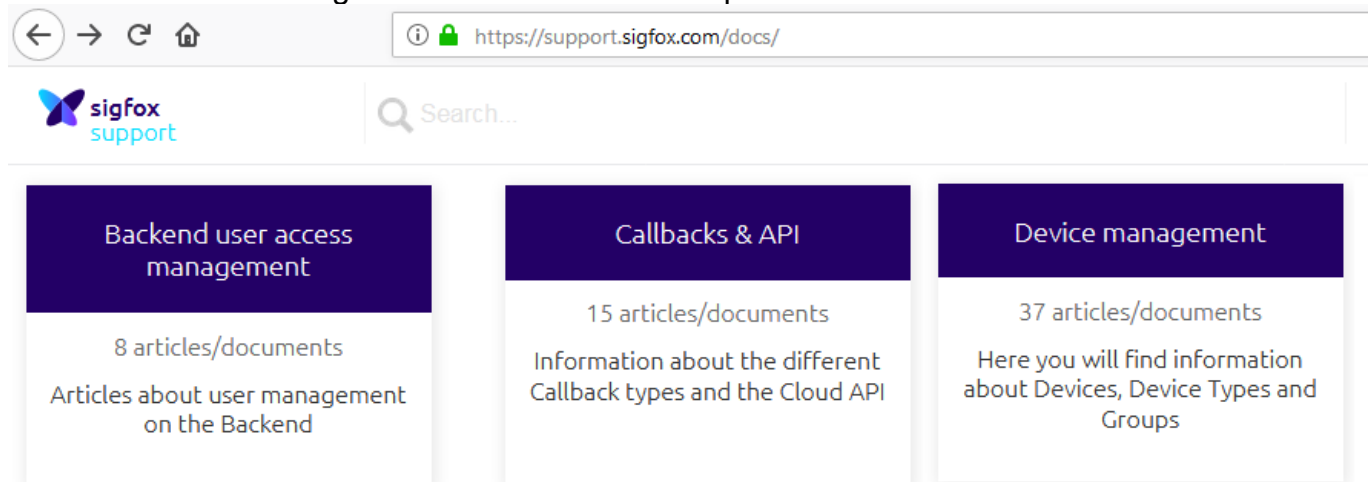 https://support.sigfox.com/docs/
sigfox
support
Search...
Backend user access
management
8 articles/documents
Articles about user management
on the Backend
Callbacks & API
15 articles/documents
Information about the different
Callback types and the Cloud API
Device management
37 articles/documents
Here you will find information
about Devices, Device Types and
Groups